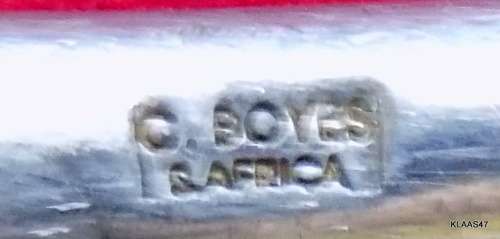 C. BOYES
S.AFRICA
KLAAS47